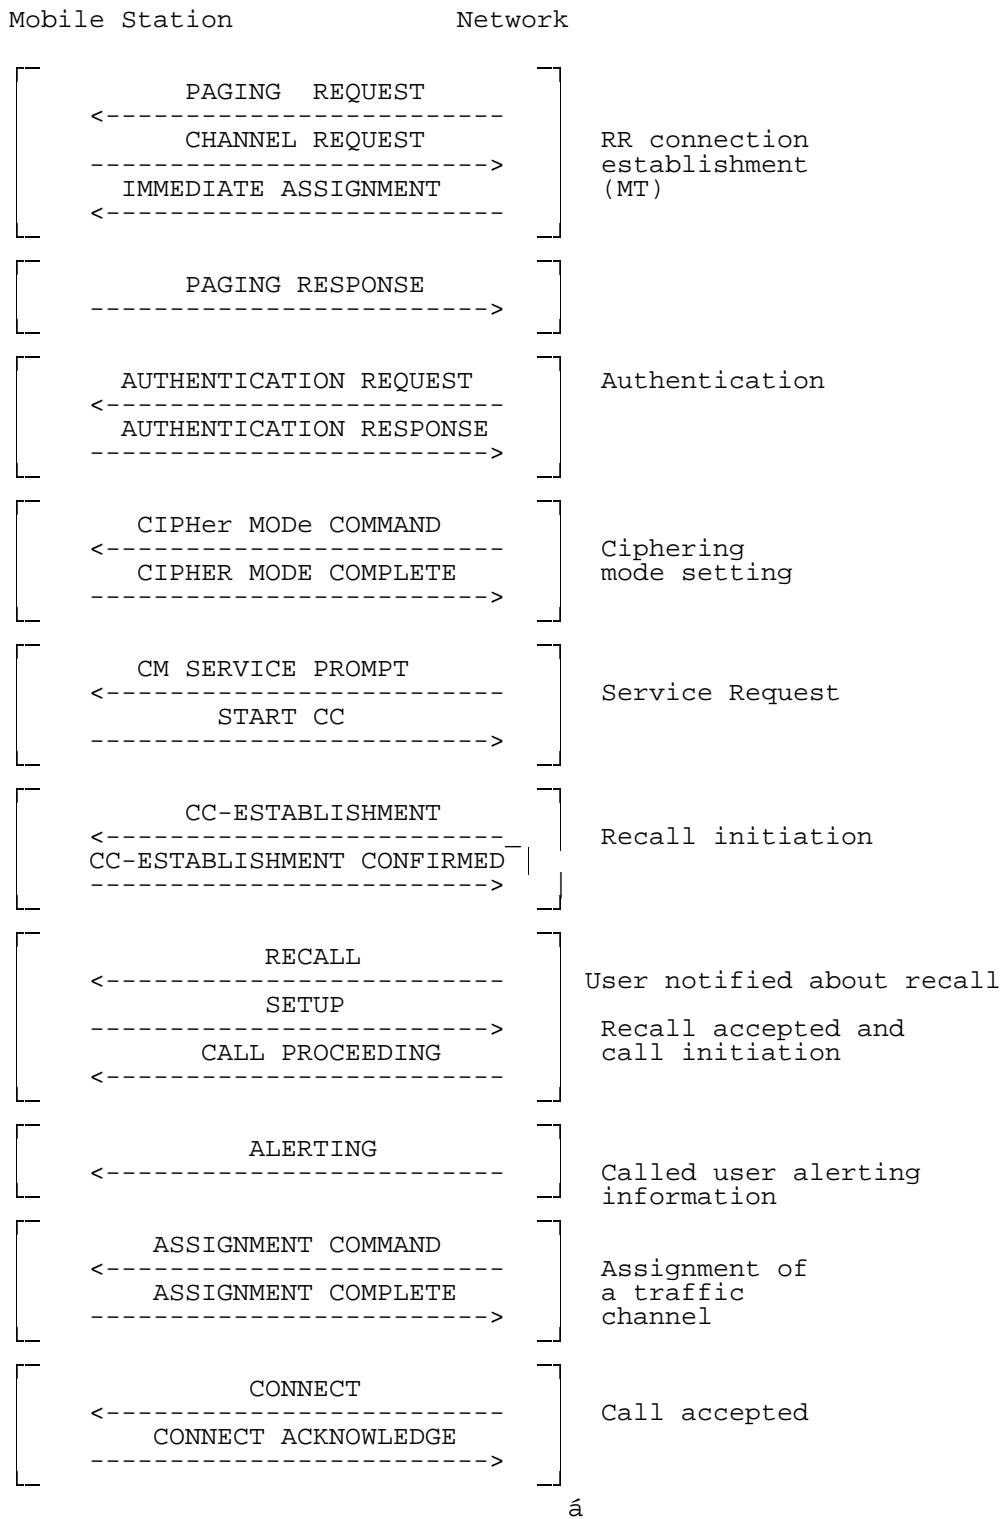 Mobile Station Network
PAGING REQUEST
<-------------------------
CHANNEL REQUEST
RR connection
------------------------->
establishment
IMMEDIATE ASSIGNMENT
(MT)
<-------------------------
PAGING RESPONSE
------------------------->
AUTHENTICATION REQUEST
Authentication
<-------------------------
AUTHENTICATION RESPONSE
------------------------->
CIPHer MODe COMMAND
<-------------------------
Ciphering
CIPHER MODE COMPLETE
mode setting
------------------------->
CM SERVICE PROMPT
<-------------------------
Service Request
START CC
------------------------->
CC-ESTABLISHMENT
<-------------------------
Recall initiation
CC-ESTABLISHMENT CONFIRMED
------------------------->
RECALL
<-------------------------
User notified about recall
SETUP
------------------------->
Recall accepted and
CALL PROCEEDING
call initiation
<-------------------------
ALERTING
<-------------------------
Called user alerting
information
ASSIGNMENT COMMAND
<-------------------------
Assignment of
ASSIGNMENT COMPLETE
a traffic
------------------------->
channel
CONNECT
<-------------------------
Call accepted
CONNECT ACKNOWLEDGE
------------------------->
á